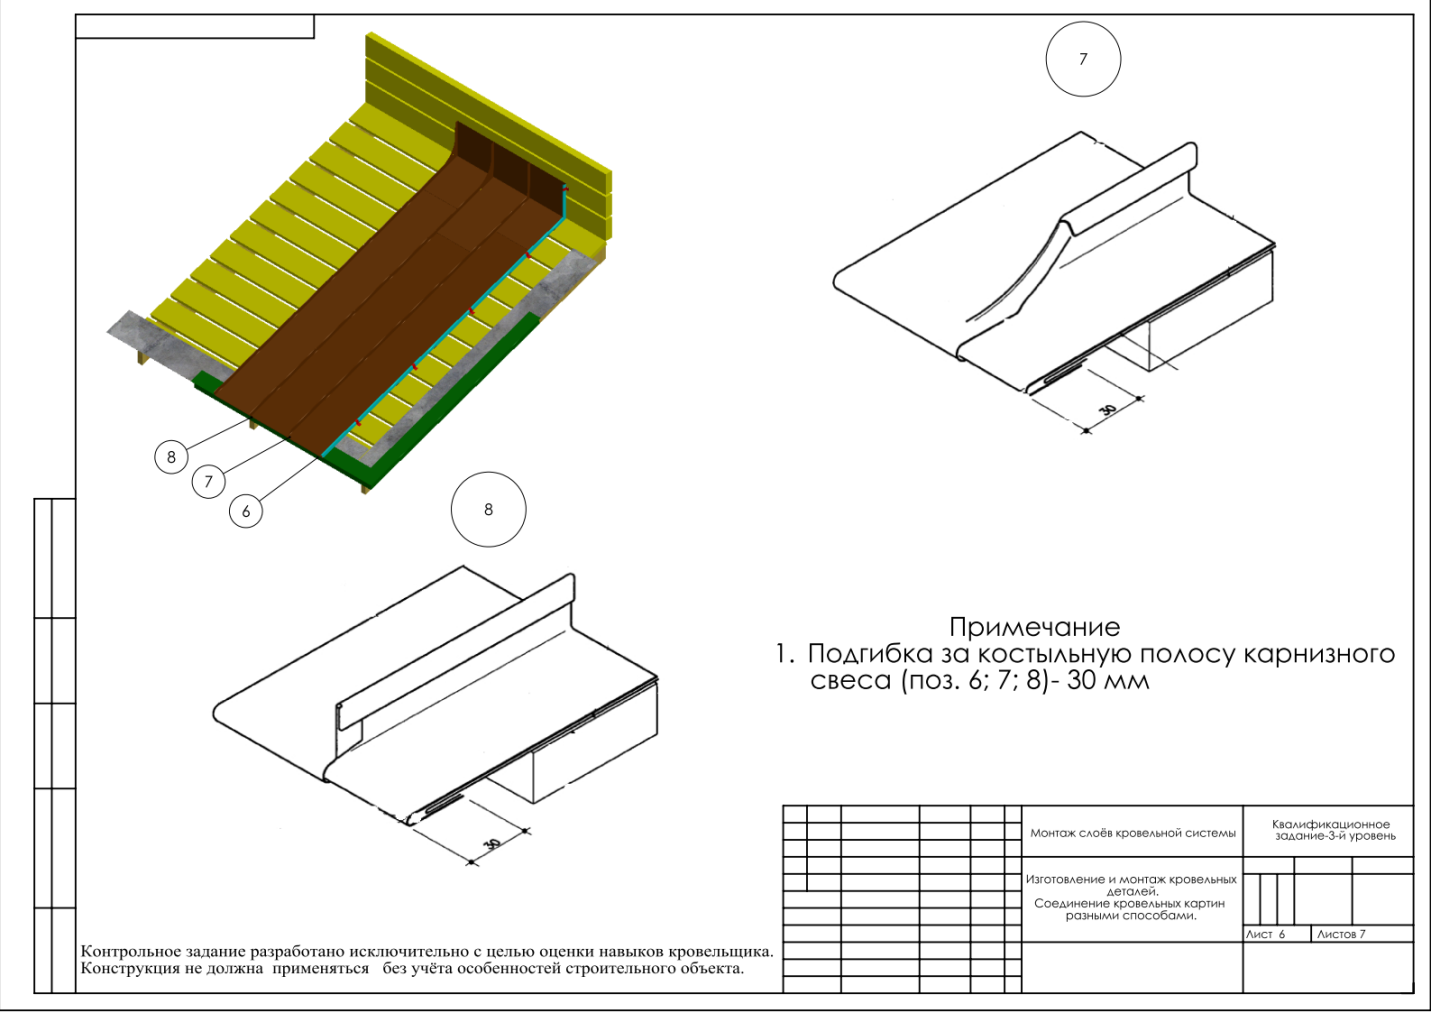 7
8
7
6
8
30
30
Примечание
1. Подгибка за костыльную полосу карнизного
свеса (поз. 6; 7; 8)- 30 мм
Монтаж слоёв кровельной системы
Квалификационное
задание-3-й уровень
Изготовление и монтаж кровельных
деталей.
Соединение кровельных картин
разными способами.
Лист 6
Листов 7
Контрольное задание разработано исключительно с целью оценки навыков кровельщика.
Конструкция не должна применяться без учёта особенностей строительного объекта.